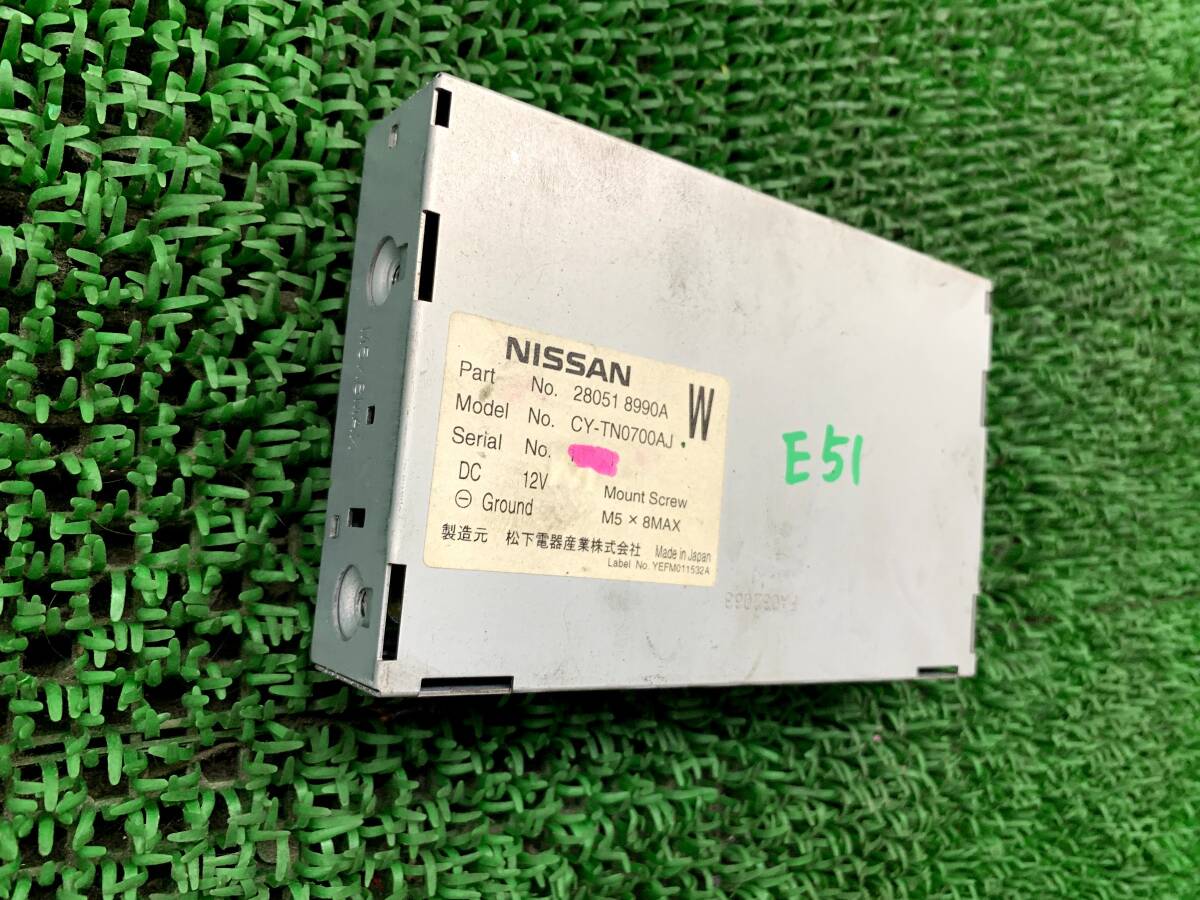 NISSAN
W
Part No. 28051 8990A
Model No. CY-TN0700AJ
Serial No.
DC 12V
Mount Screw
⊖ Ground
M5 × 8MAX
製造元 松下電器産業株式会社 Made in Japan
Label No. YEFM011532A
E51